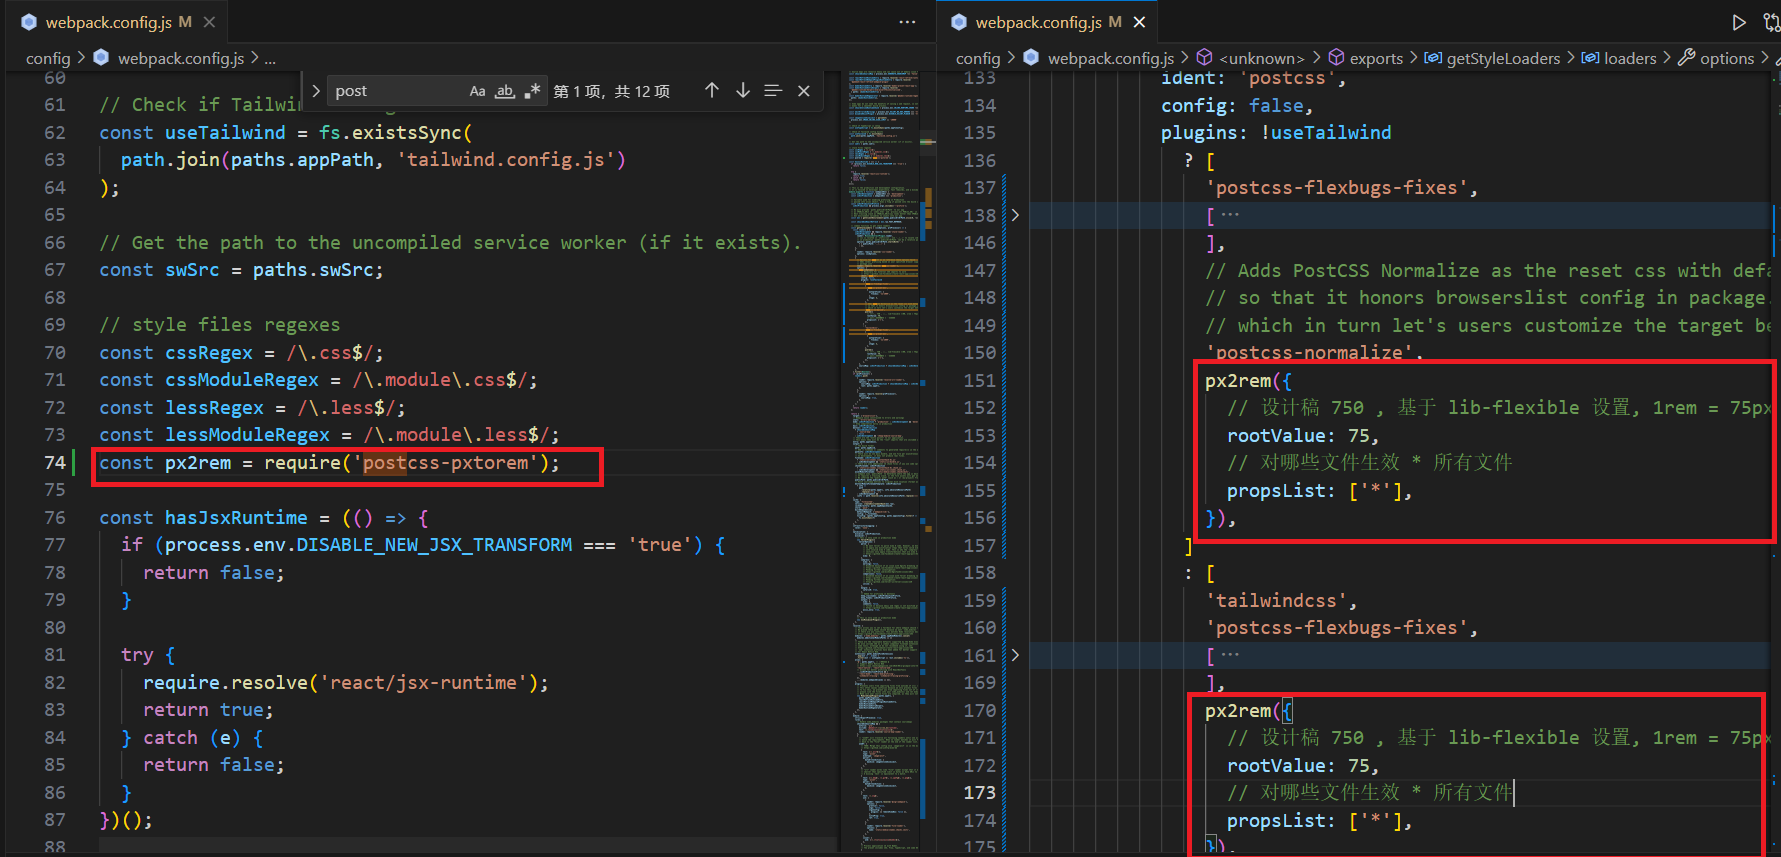 webpack.config.js M
config > webpack.config.js > ...
post
Aa ab
第 1 项，共 12 项
60
61 // Check if Tailwin
62 const useTailwind = fs.existsSync(
63 path.join(paths.appPath, 'tailwind.config.js')
64 );
65
66 // Get the path to the uncompiled service worker (if it exists).
67 const swSrc = paths.swSrc;
68
69 // style files regexes
70 const cssRegex = /\.css$/;
71 const cssModuleRegex = /\.module\.css$/;
72 const lessRegex = /\.less$/;
73 const lessModuleRegex = /\.module\.less$/;
74 const px2rem = require('postcss-pxtorem');
75
76 const hasJsxRuntime = (() => {
77 if (process.env.DISABLE_NEW_JSX_TRANSFORM === 'true') {
78 return false;
79 }
80
81 try {
82 require.resolve('react/jsx-runtime');
83 return true;
84 } catch (e) {
85 return false;
86 }
87 })();
88
webpack.config.js M
config > webpack.config.js > <unknown> > exports > getStyleLoaders > loaders > options >
133 ident: 'postcss',
134 config: false,
135 plugins: !useTailwind
136 ? [
137 'postcss-flexbugs-fixes',
138 [ ···
146 ],
147 // Adds PostCSS Normalize as the reset css with defa
148 // so that it honors browserslist config in package.
149 // which in turn let's users customize the target be
150 'postcss-normalize',
151 px2rem({
152 // 设计稿 750 , 基于 lib-flexible 设置, 1rem = 75px
153 rootValue: 75,
154 // 对哪些文件生效 * 所有文件
155 propsList: ['*'],
156 }),
157 ]
158 : [
159 'tailwindcss',
160 'postcss-flexbugs-fixes',
161 [ ···
169 ],
170 px2rem({
171 // 设计稿 750 , 基于 lib-flexible 设置, 1rem = 75px
172 rootValue: 75,
173 // 对哪些文件生效 * 所有文件
174 propsList: ['*'],
175 }),